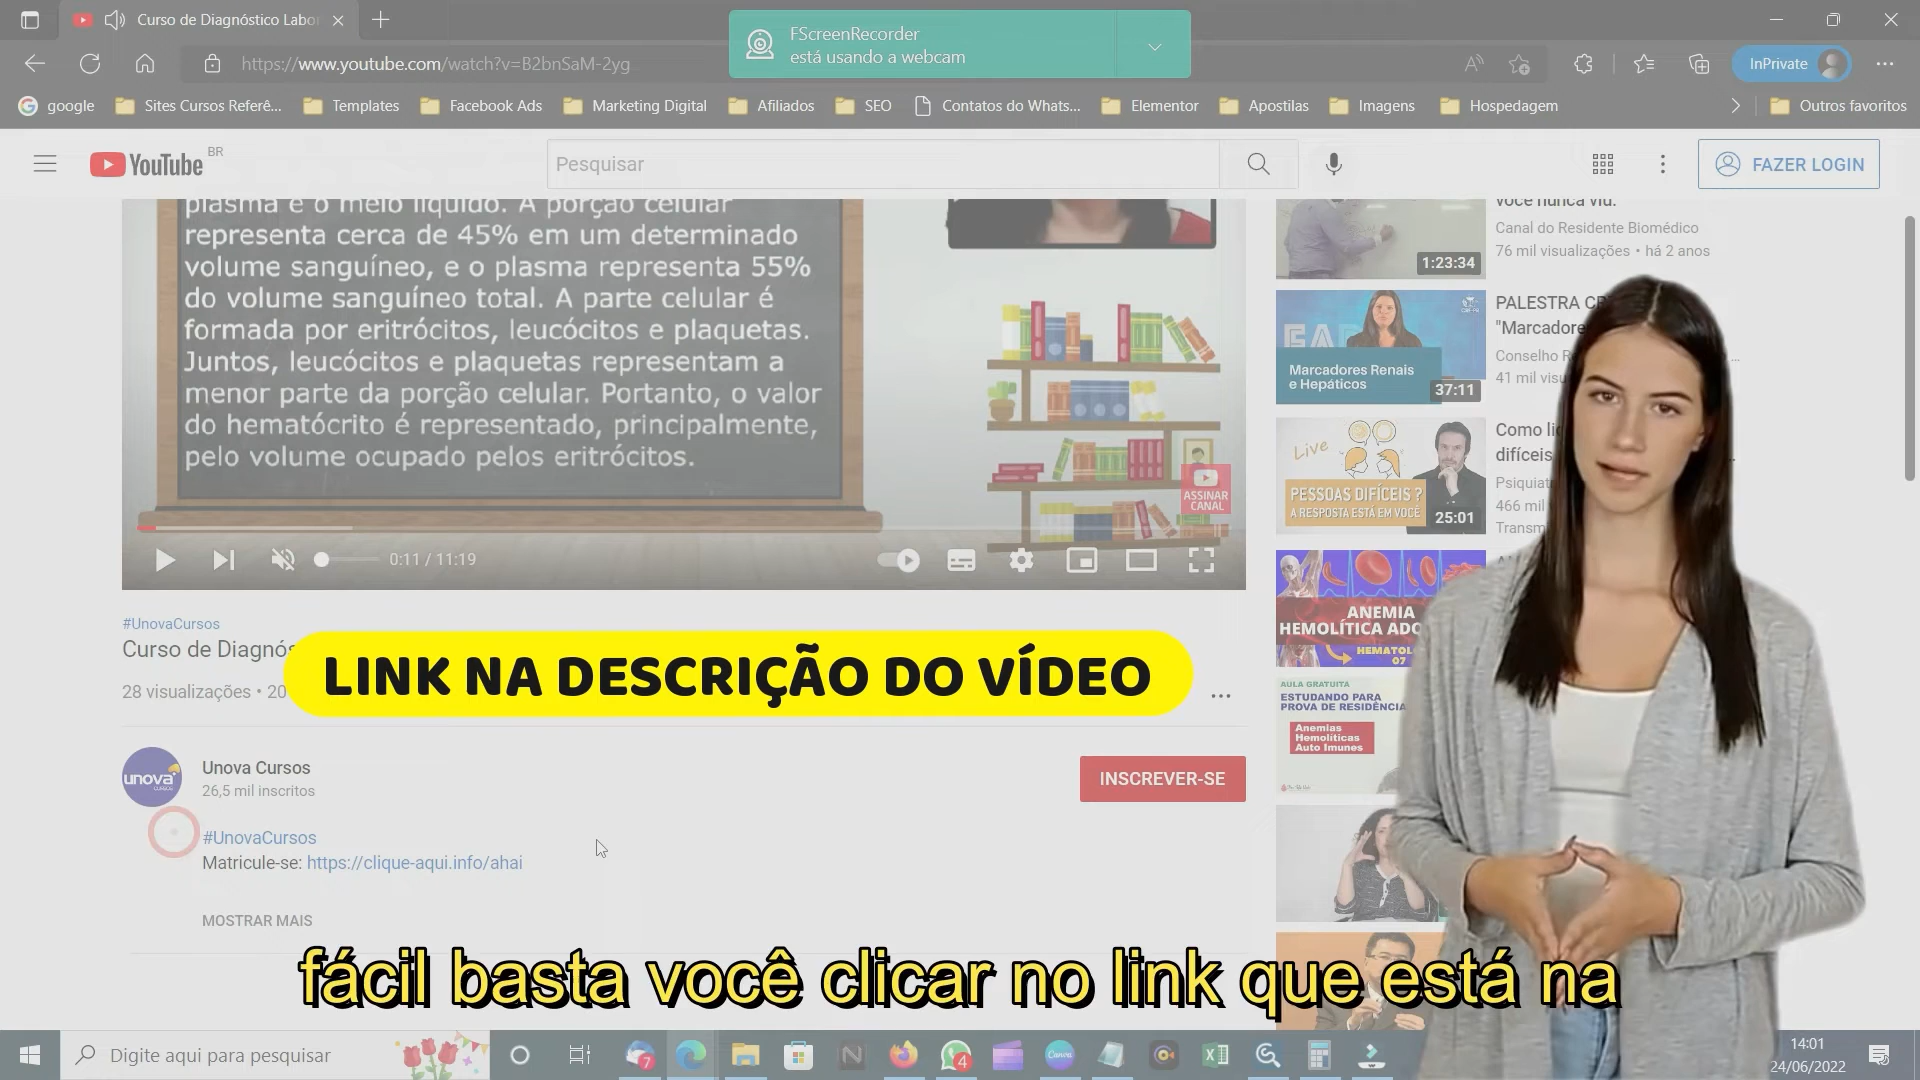 Curso de Diagnóstico Labor
FScreenRecorder
está usando a webcam
https://www.youtube.com/watch?v=B2bnSaM-2yg
InPrivate
google
Sites Cursos Referê...
Templates
Facebook Ads
Marketing Digital
Afiliados
SEO
Contatos do Whats...
Elementor
Apostilas
Imagens
Hospedagem
Outros favoritos
YouTube BR
Pesquisar
FAZER LOGIN
plasma e o meio líquido. A porção celular
representa cerca de 45% em um determinado
volume sanguíneo, e o plasma representa 55%
do volume sanguíneo total. A parte celular é
formada por eritrócitos, leucócitos e plaquetas.
Juntos, leucócitos e plaquetas representam a
menor parte da porção celular. Portanto, o valor
do hematócrito é representado, principalmente,
pelo volume ocupado pelos eritrócitos.
ASSINAR
CANAL
0:11 / 11:19
você nunca viu.
Canal do Residente Biomédico
76 mil visualizações • há 2 anos
1:23:34
PALESTRA
"Marcadore
Conselho
41 mil
Marcadores Renais
e Hepáticos
37:11
Como
difíceis
466 mil
Live
PESSOAS DIFÍCEIS ?
A RESPOSTA ESTÁ EM VOCÊ
25:01
ANEMIA
HEMOLÍTICA
07
AULA GRATUITA
ESTUDANDO PARA
PROVA DE RESIDÊNCIA
Anemias
Hemolíticas
Auto Imunes
#UnovaCursos
Curso de Diagnós
28 visualizações • 20
LINK NA DESCRIÇÃO DO VÍDEO
unova
CURSOS
Unova Cursos
26,5 mil inscritos
INSCREVER-SE
#UnovaCursos
Matricule-se: https://clique-aqui.info/ahai
MOSTRAR MAIS
fácil basta você clicar no link que está na
Digite aqui para pesquisar
7
4
Canva
14:01
24/06/2022